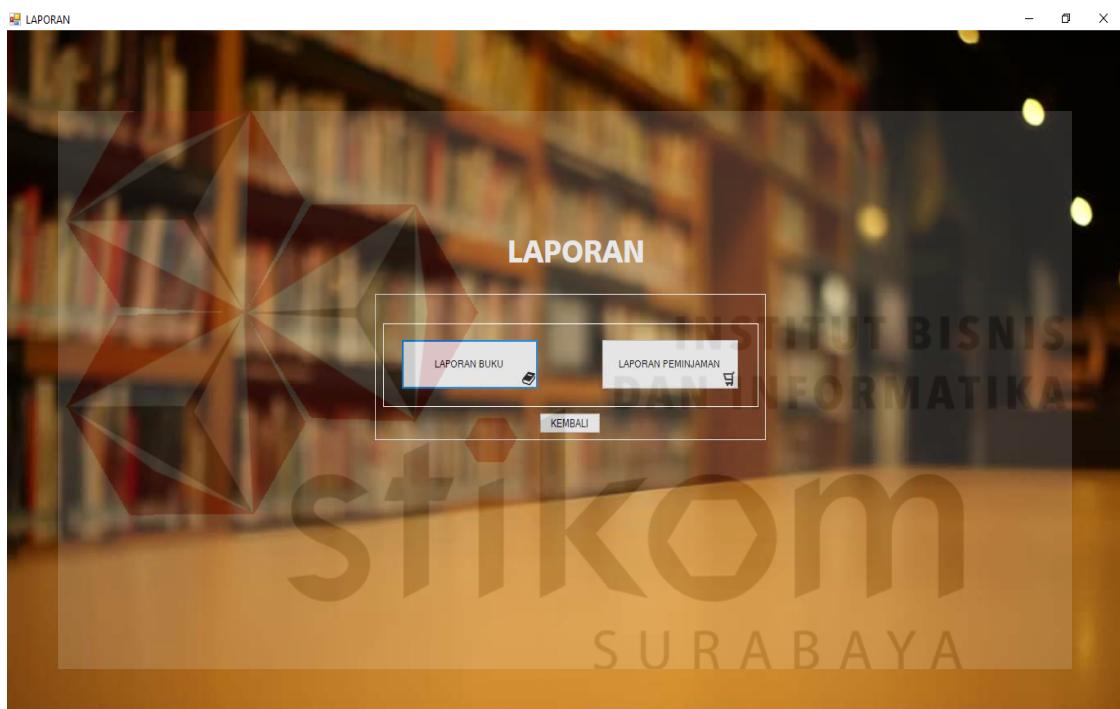 LAPORAN
LAPORAN
INSTITUT BISNIS
LAPORAN BUKU
LAPORAN PEMINJAMAN
DAN INFORMATIKA
KEMBALI
stikom
SURABAYA